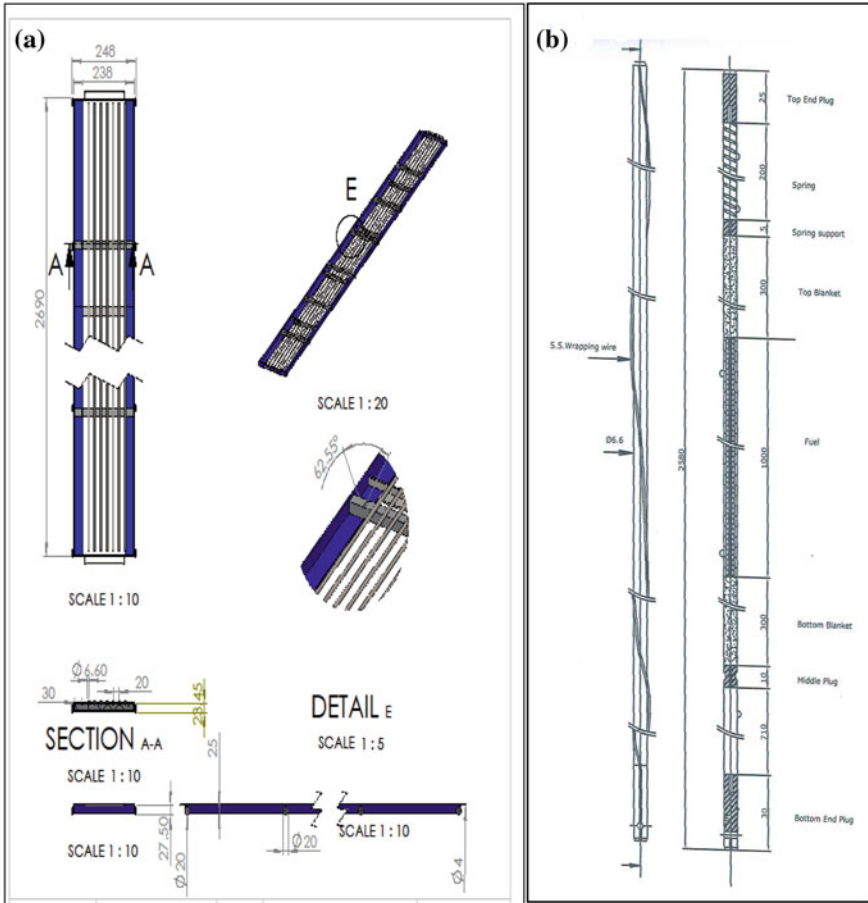 (a)
248
238
2690
A A
E
SCALE 1 : 20
62.55°
SCALE 1 : 10
Ø6.60
30
20
23.45
SECTION A-A
SCALE 1 : 10
DETAIL E
SCALE 1 : 5
25
27.50
SCALE 1 : 10
Ø20
Ø20
SCALE 1 : 10
Ø4
(b)
S.S.Wrapping wire
Ø6.6
2580
25
Top End Plug
200
Spring
5
Spring support
300
Top Blanket
1000
Fuel
300
Bottom Blanket
10
Middle Plug
710
30
Bottom End Plug